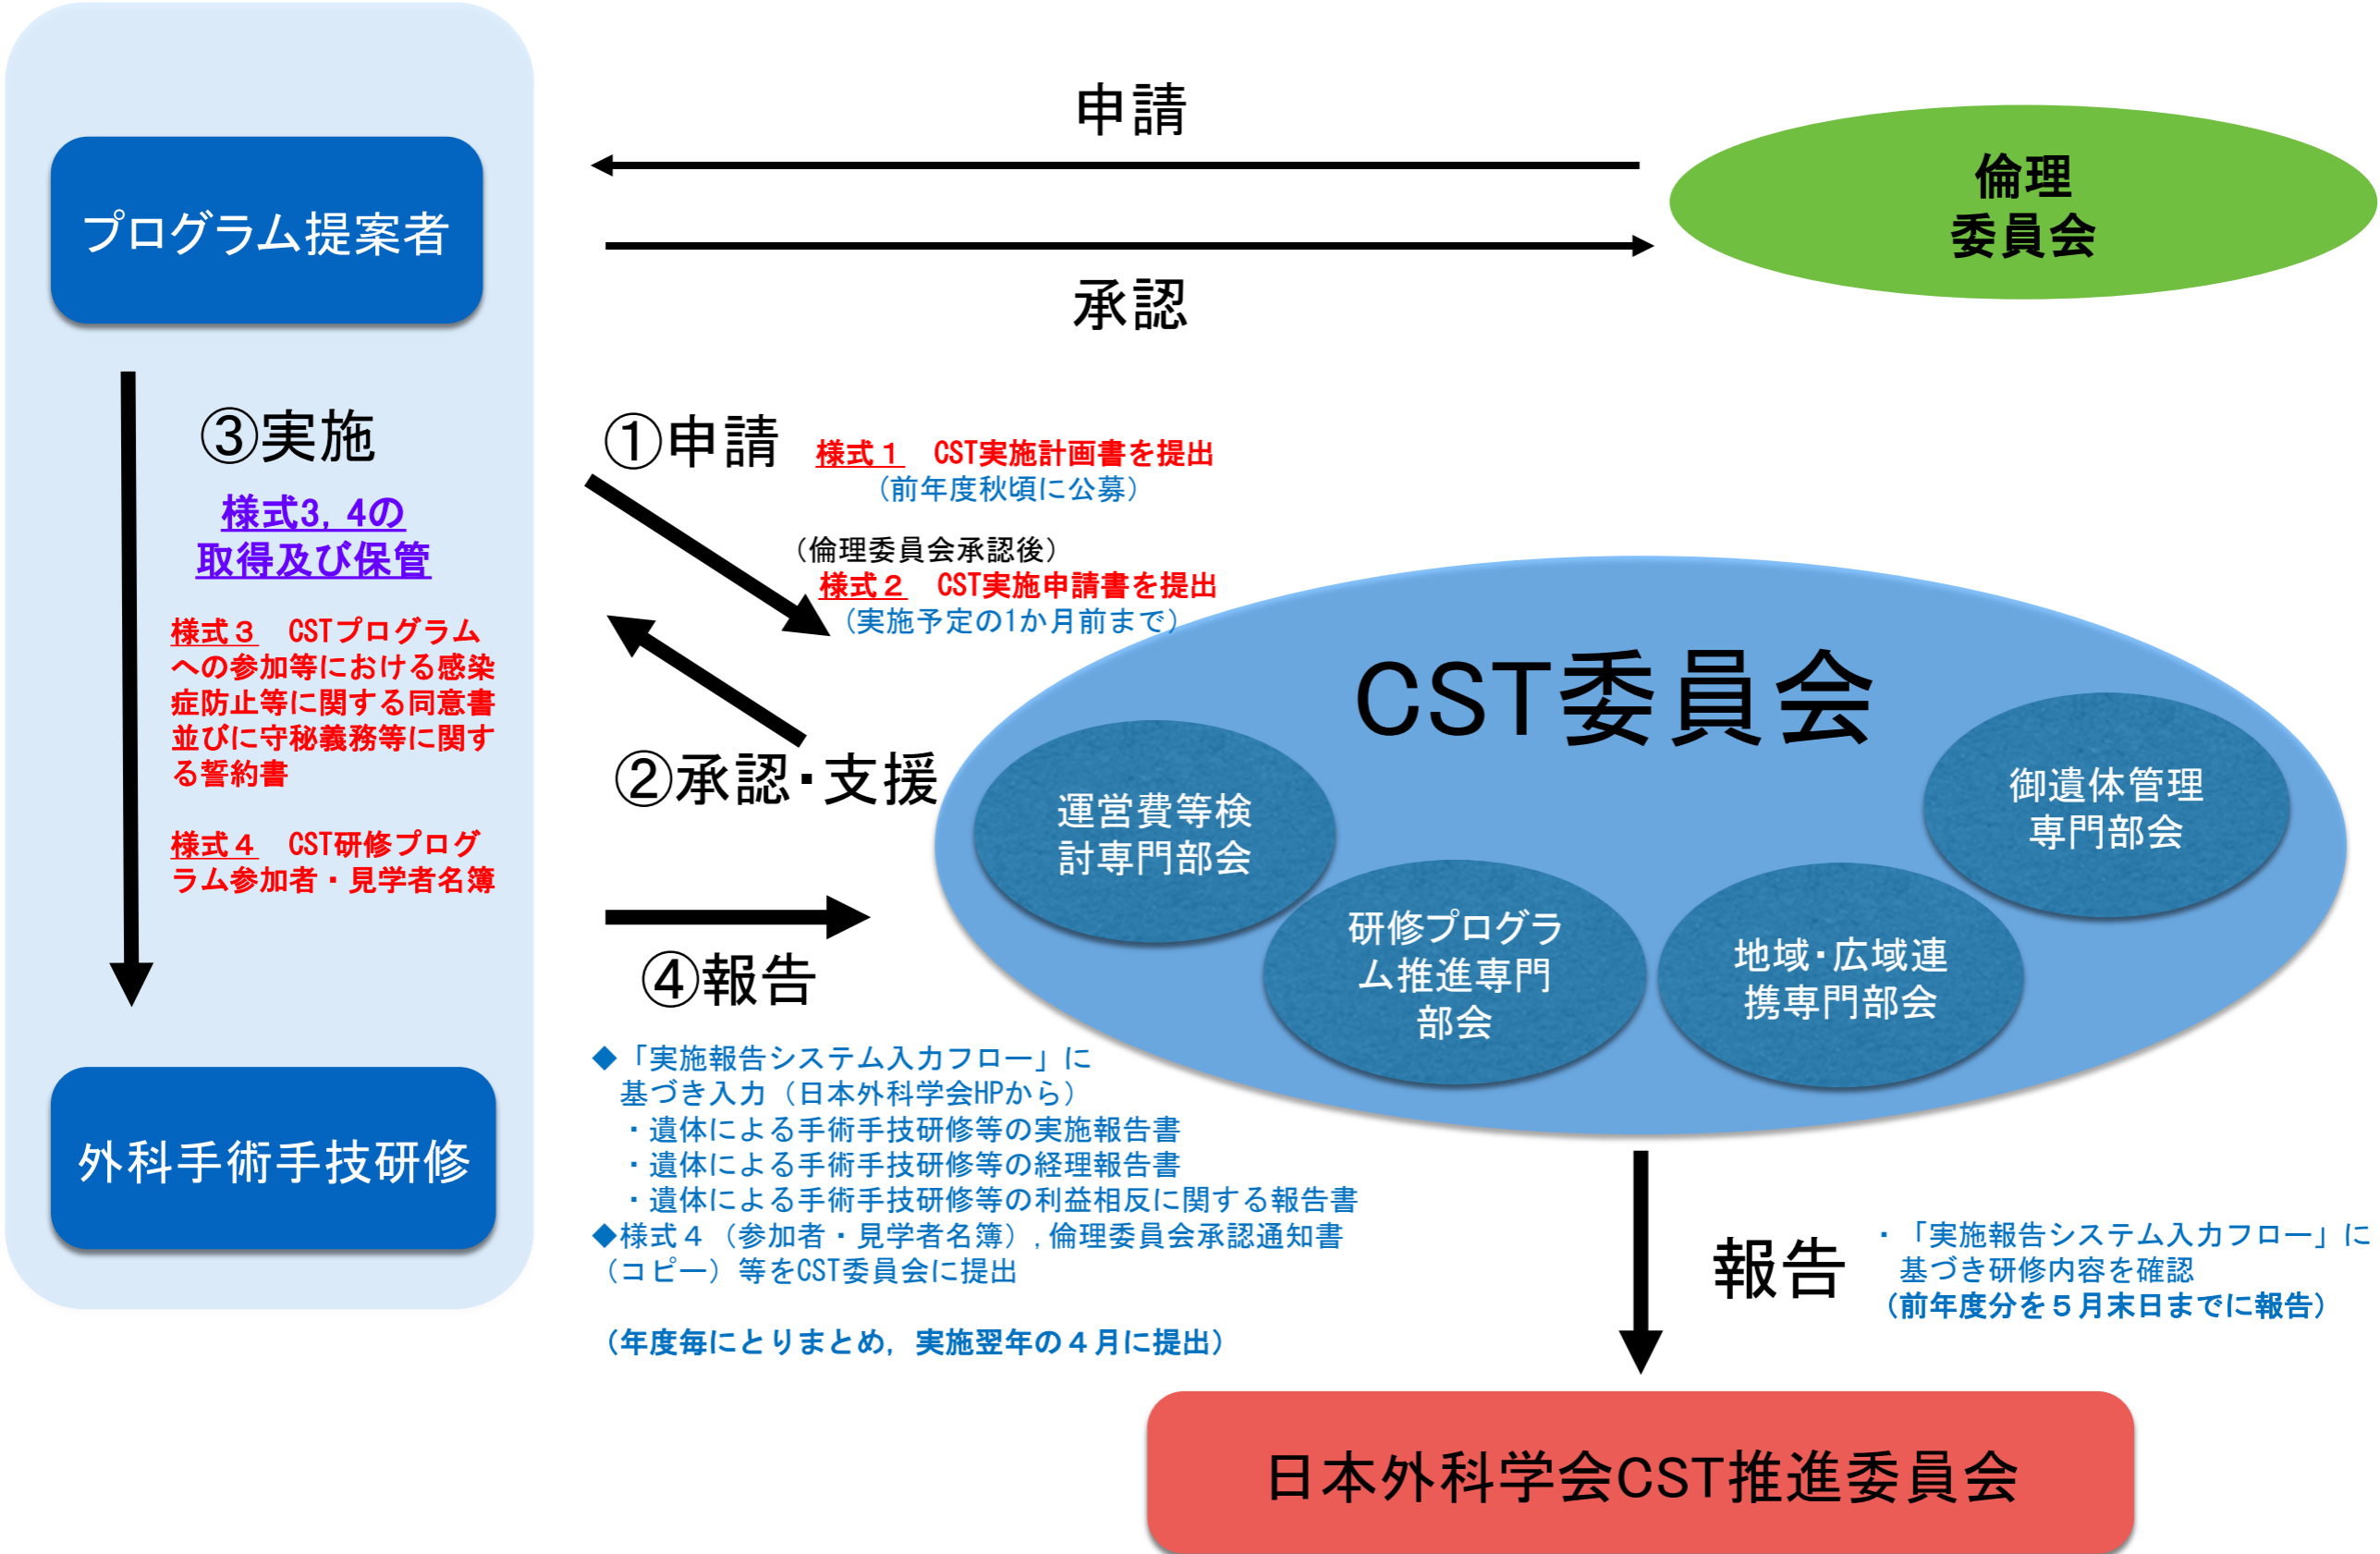 申請
倫理
委員会
プログラム提案者
承認
③実施
様式3, 4の
取得及び保管
様式３　CSTプログラム
への参加等における感染
症防止等に関する同意書
並びに守秘義務等に関す
る誓約書
様式４　CST研修プログ
ラム参加者・見学者名簿
外科手術手技研修
①申請
様式１　CST実施計画書を提出
（前年度秋頃に公募）
（倫理委員会承認後）
様式２　CST実施申請書を提出
（実施予定の1か月前まで）
②承認・支援
CST委員会
運営費等検
討専門部会
研修プログラ
ム推進専門
部会
地域・広域連
携専門部会
御遺体管理
専門部会
④報告
◆「実施報告システム入力フロー」に
基づき入力（日本外科学会HPから）
・遺体による手術手技研修等の実施報告書
・遺体による手術手技研修等の経理報告書
・遺体による手術手技研修等の利益相反に関する報告書
◆様式４（参加者・見学者名簿）,倫理委員会承認通知書
（コピー）等をCST委員会に提出
（年度毎にとりまとめ，実施翌年の４月に提出）
報告
・「実施報告システム入力フロー」に
基づき研修内容を確認
（前年度分を５月末日までに報告）
日本外科学会CST推進委員会